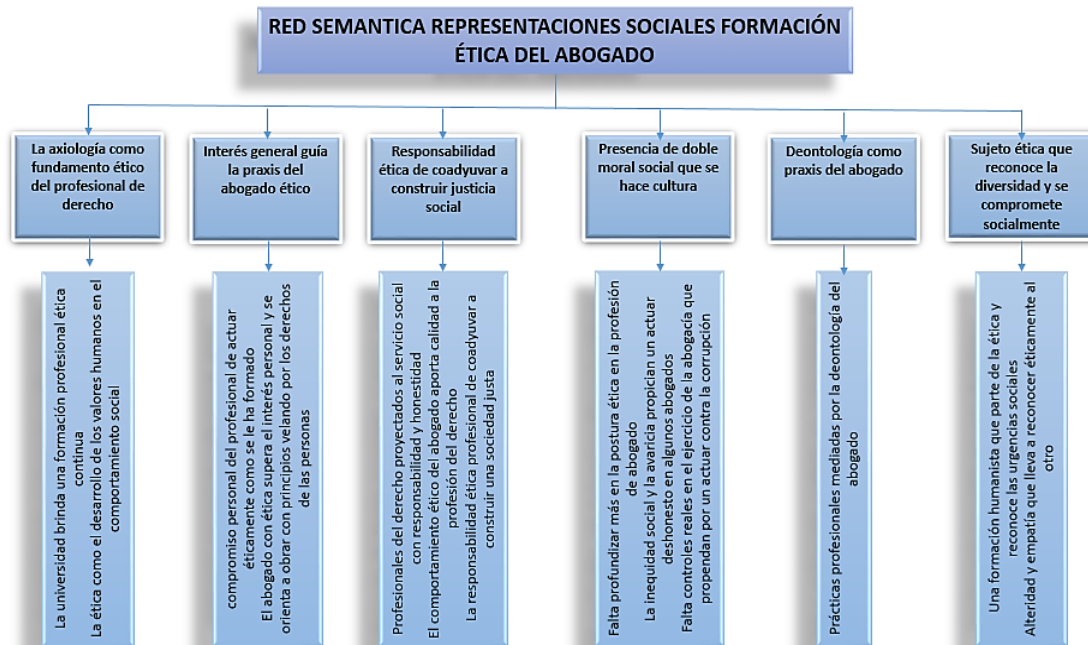 RED SEMANTICA REPRESENTACIONES SOCIALES FORMACIÓN
ÉTICA DEL ABOGADO
La axiología como
fundamento ético
del profesional de
derecho
Interés general guía
la praxis del
abogado ético
Responsabilidad
ética de coadyuvar a
construir justicia
social
Presencia de doble
moral social que se
hace cultura
Deontología como
praxis del abogado
Sujeto ética que
reconoce la
diversidad y se
compromete
socialmente
La universidad brinda una formación profesional ética
continua
La ética como el desarrollo de los valores humanos en el
comportamiento social
compromiso personal del profesional de actuar
éticamente como se le ha formado
El abogado con ética supera el interés personal y se
orienta a obrar con principios velando por los derechos
de las personas
Profesionales del derecho proyectados al servicio social
con responsabilidad y honestidad
El comportamiento ético del abogado aporta calidad a la
profesión del derecho
La responsabilidad ética profesional de coadyuvar a
construir una sociedad justa
Falta profundizar más en la postura ética en la profesión
de abogado
La inequidad social y la avaricia propician un actuar
deshonesto en algunos abogados
Falta controles reales en el ejercicio de la abogacía que
propendan por un actuar contra la corrupción
Prácticas profesionales mediadas por la deontología del
abogado
Una formación humanista que parte de la ética y
reconoce las urgencias sociales
Alteridad y empatía que lleva a reconocer éticamente al
otro